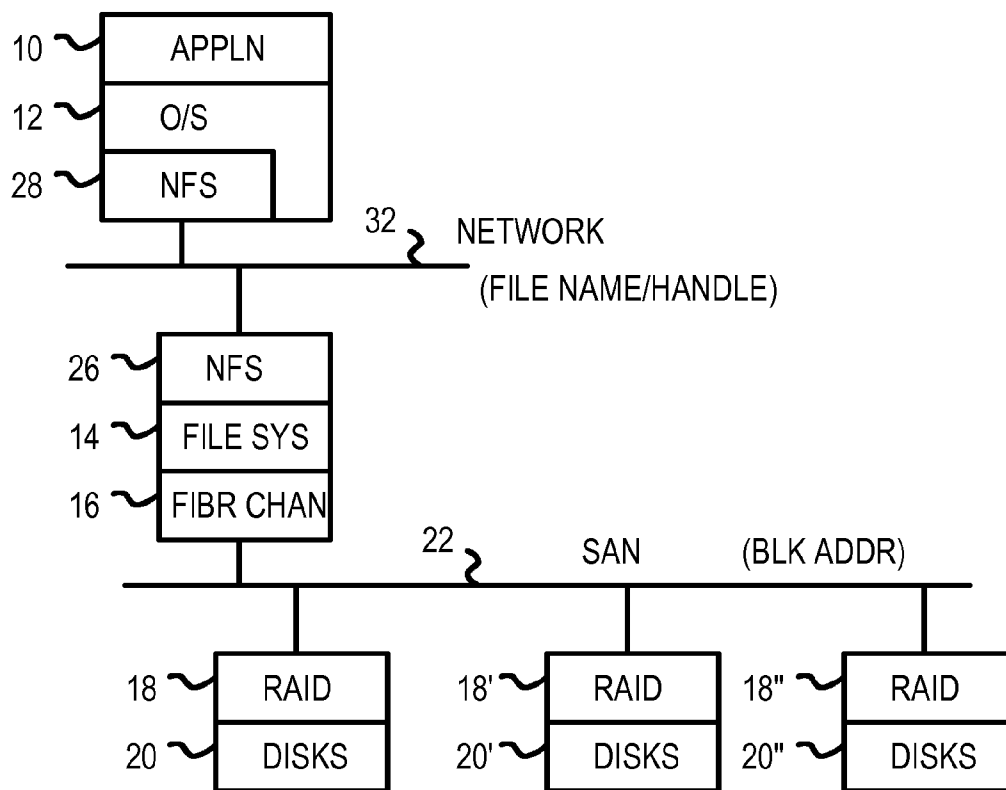 10 APPLN
12 O/S
28 NFS
32 NETWORK
(FILE NAME/HANDLE)
26 NFS
14 FILE SYS
16 FIBR CHAN
22 SAN (BLK ADDR)
18 RAID 18' RAID 18" RAID
20 DISKS 20' DISKS 20" DISKS